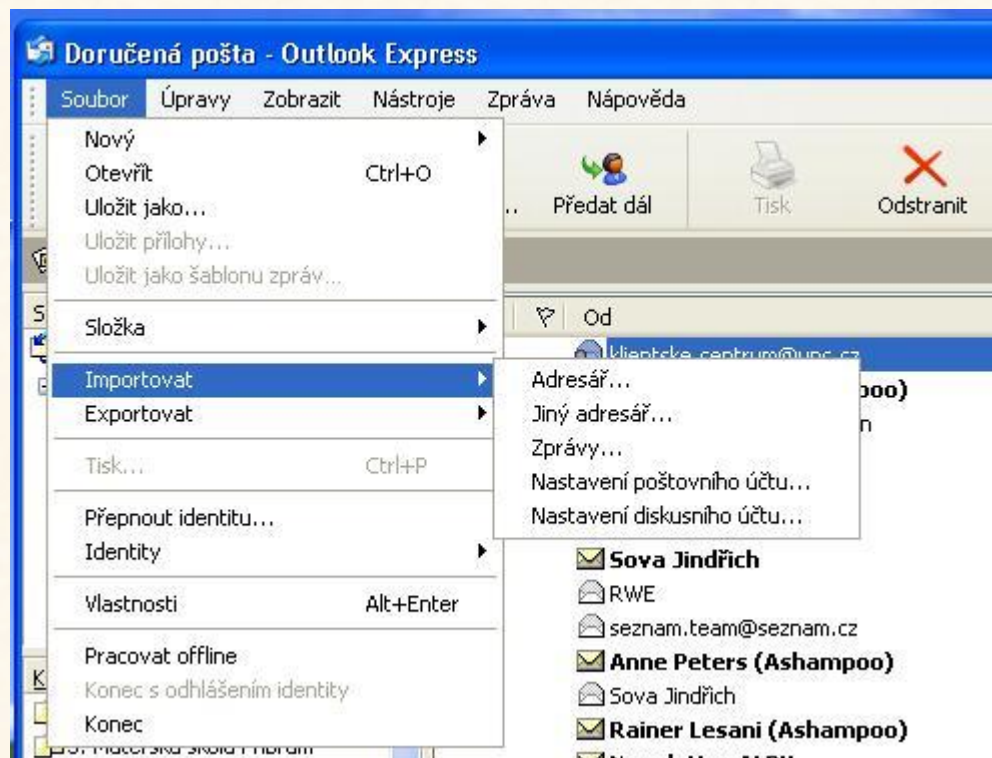 Doručená pošta - Outlook Express
Soubor Úpravy Zobrazit Nástroje Zpráva Nápověda
Nový
Otevřít Ctrl+O
Uložit jako...
Uložit přílohy...
Uložit jako šablonu zpráv...
Složka
Importovat
Exportovat
Tisk... Ctrl+P
Přepnout identitu...
Identity
Vlastnosti Alt+Enter
Pracovat offline
Konec s odhlášením identity
Konec
.. Předat dál Tisk Odstranit
S
Od
klientske.centrum@upc.cz
Adresář...
Jiný adresář...
Zprávy...
Nastavení poštovního účtu...
Nastavení diskusního účtu...
poo)
n
Sova Jindřich
RWE
seznam.team@seznam.cz
Anne Peters (Ashampoo)
Sova Jindřich
Rainer Lesani (Ashampoo)
K